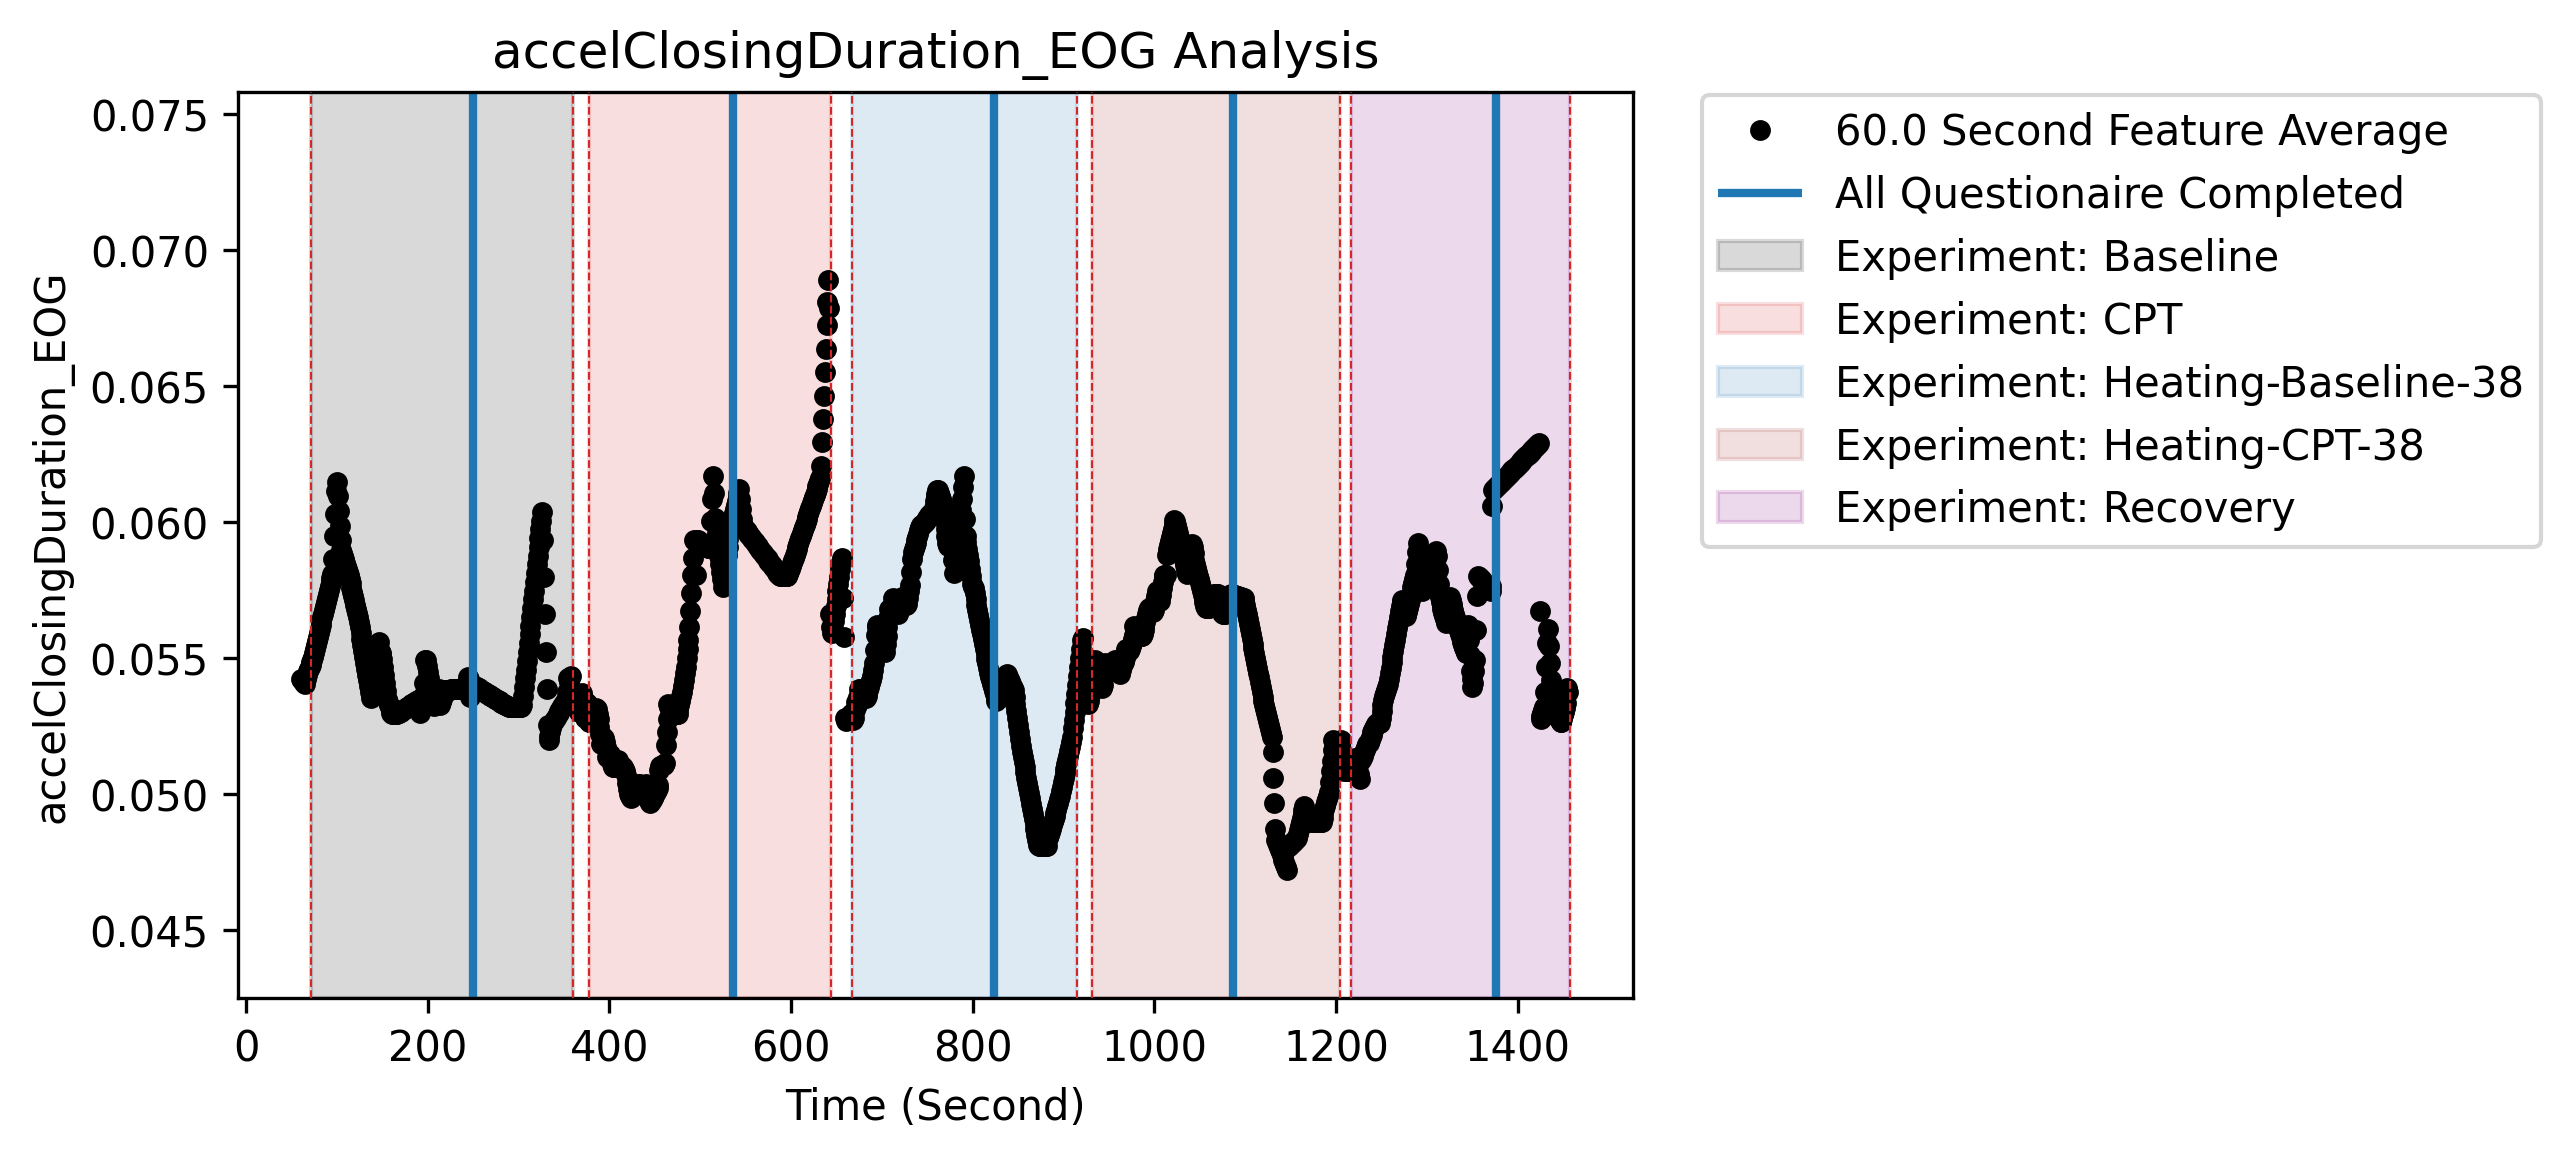 accelClosingDuration_EOG Analysis
accelClosingDuration_EOG
0.075
0.070
0.065
0.060
0.055
0.050
0.045
0 200 400 600 800 1000 1200 1400
Time (Second)
60.0 Second Feature Average
All Questionaire Completed
Experiment: Baseline
Experiment: CPT
Experiment: Heating-Baseline-38
Experiment: Heating-CPT-38
Experiment: Recovery